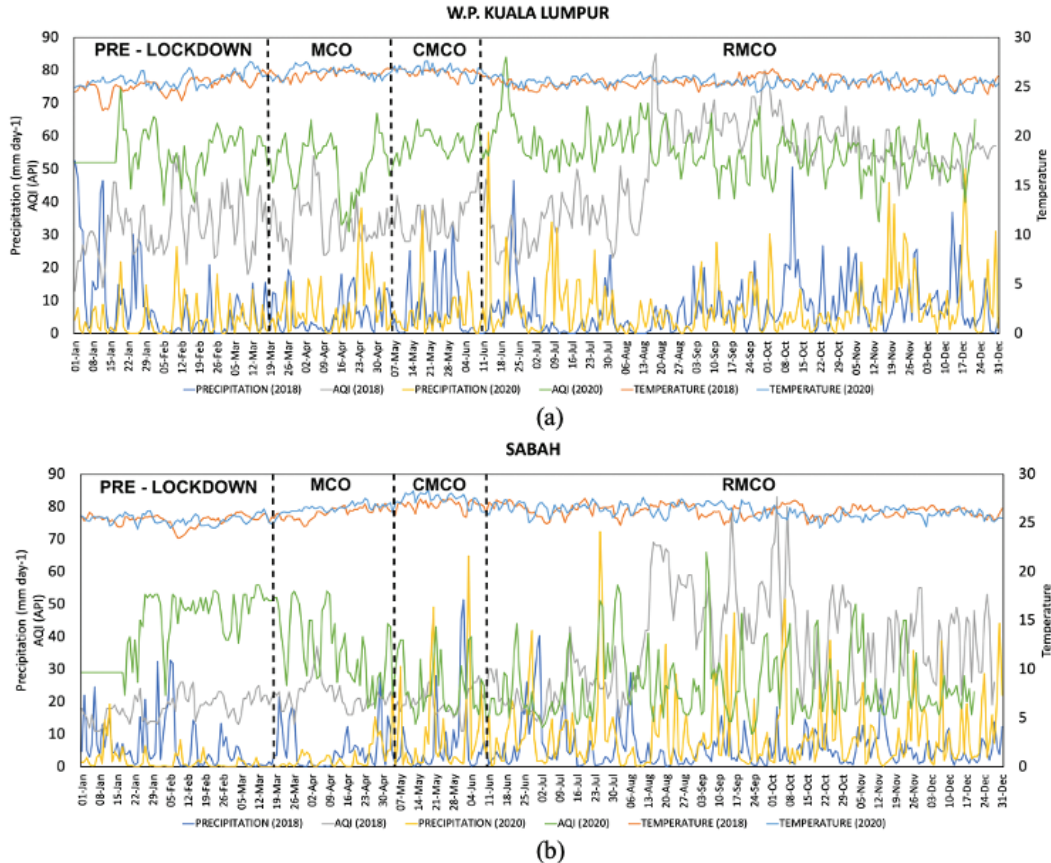 W.P. KUALA LUMPUR
PRE - LOCKDOWN MCO CMCO RMCO
Precipitation (mm day-1)
AQI (API)
90
80
70
60
50
40
30
20
10
0
30
25
20
15
10
5
0
Temperature
01-Jan 08-Jan 15-Jan 22-Jan 29-Jan 05-Feb 12-Feb 19-Feb 26-Feb 05-Mar 12-Mar 19-Mar 26-Mar 02-Apr 09-Apr 16-Apr 23-Apr 30-Apr 07-May 14-May 21-May 28-May 04-Jun 11-Jun 18-Jun 25-Jun 02-Jul 09-Jul 16-Jul 23-Jul 30-Jul 06-Aug 13-Aug 20-Aug 27-Aug 03-Sep 10-Sep 17-Sep 24-Sep 01-Oct 08-Oct 15-Oct 22-Oct 29-Oct 05-Nov 12-Nov 19-Nov 26-Nov 03-Dec 10-Dec 17-Dec 24-Dec 31-Dec
PRECIPITATION (2018) AQI (2018) PRECIPITATION (2020) AQI (2020) TEMPERATURE (2018) TEMPERATURE (2020)
(a)
SABAH
PRE - LOCKDOWN MCO CMCO RMCO
Precipitation (mm day-1)
AQI (API)
90
80
70
60
50
40
30
20
10
0
30
25
20
15
10
5
0
Temperature
01-Jan 08-Jan 15-Jan 22-Jan 29-Jan 05-Feb 12-Feb 19-Feb 26-Feb 05-Mar 12-Mar 19-Mar 26-Mar 02-Apr 09-Apr 16-Apr 23-Apr 30-Apr 07-May 14-May 21-May 28-May 04-Jun 11-Jun 18-Jun 25-Jun 02-Jul 09-Jul 16-Jul 23-Jul 30-Jul 06-Aug 13-Aug 20-Aug 27-Aug 03-Sep 10-Sep 17-Sep 24-Sep 01-Oct 08-Oct 15-Oct 22-Oct 29-Oct 05-Nov 12-Nov 19-Nov 26-Nov 03-Dec 10-Dec 17-Dec 24-Dec 31-Dec
PRECIPITATION (2018) AQI (2018) PRECIPITATION (2020) AQI (2020) TEMPERATURE (2018) TEMPERATURE (2020)
(b)